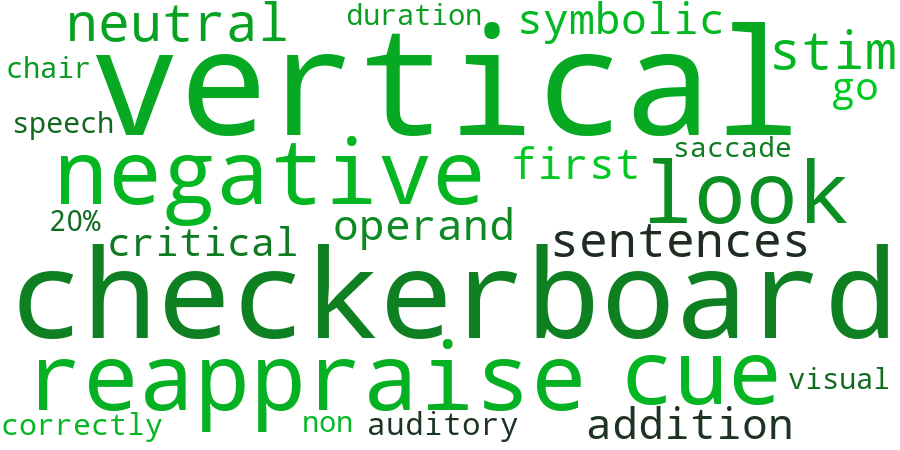 neutral
duration
symbolic
vertical
stim
chair
go
speech
negative
first
saccade
look
20%
operand
critical
sentences
checkerboard
reappraise
cue
visual
correctly
non
auditory
addition